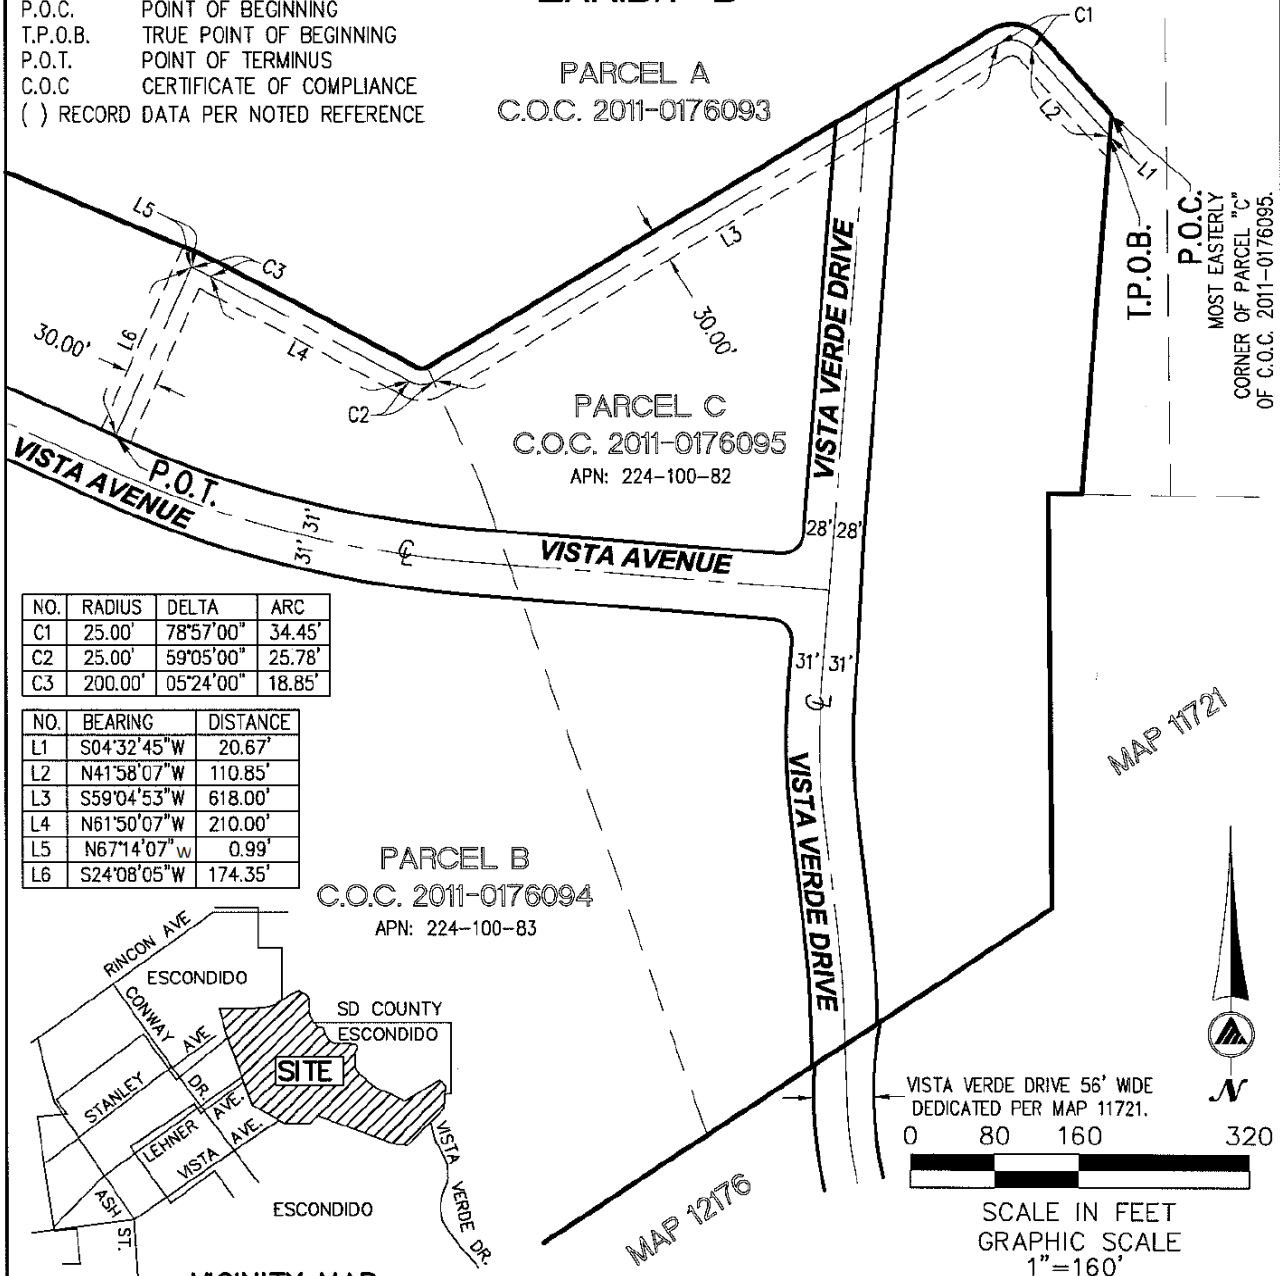 P.O.C. POINT OF BEGINNING
T.P.O.B. TRUE POINT OF BEGINNING
P.O.T. POINT OF TERMINUS
C.O.C CERTIFICATE OF COMPLIANCE
( ) RECORD DATA PER NOTED REFERENCE
PARCEL A
C.O.C. 2011-0176093
C1
L2
L1
P.O.C.
MOST EASTERLY
CORNER OF PARCEL "C"
OF C.O.C. 2011-0176095.
T.P.O.B.
L5
C3
L3
30.00'
30.00'
L6
L4
C2
VISTA VERDE DRIVE
PARCEL C
C.O.C. 2011-0176095
APN: 224-100-82
P.O.T.
VISTA AVENUE
31'
31'
℄
VISTA AVENUE
28' 28'
31' 31'
℄
NO. RADIUS DELTA ARC
C1 25.00' 78°57'00" 34.45'
C2 25.00' 59°05'00" 25.78'
C3 200.00' 05°24'00" 18.85'
NO. BEARING DISTANCE
L1 S04°32'45"W 20.67'
L2 N41°58'07"W 110.85'
L3 S59°04'53"W 618.00'
L4 N61°50'07"W 210.00'
L5 N67°14'07"W 0.99'
L6 S24°08'05"W 174.35'
MAP 11721
VISTA VERDE DRIVE
PARCEL B
C.O.C. 2011-0176094
APN: 224-100-83
RINCON AVE
ESCONDIDO
CONWAY DR.
STANLEY AVE
LEHNER AVE.
VISTA AVE.
ASH ST.
SD COUNTY
ESCONDIDO
SITE
VISTA VERDE DR.
ESCONDIDO
MAP 12176
N
VISTA VERDE DRIVE 56' WIDE
DEDICATED PER MAP 11721.
0 80 160 320
SCALE IN FEET
GRAPHIC SCALE
1"=160'
VICINITY MAP